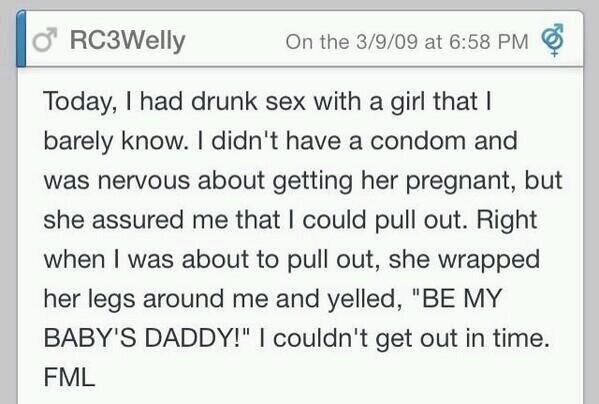 RC3Welly On the 3/9/09 at 6:58 PM
Today, I had drunk sex with a girl that I
barely know. I didn't have a condom and
was nervous about getting her pregnant, but
she assured me that I could pull out. Right
when I was about to pull out, she wrapped
her legs around me and yelled, "BE MY
BABY'S DADDY!" I couldn't get out in time.
FML